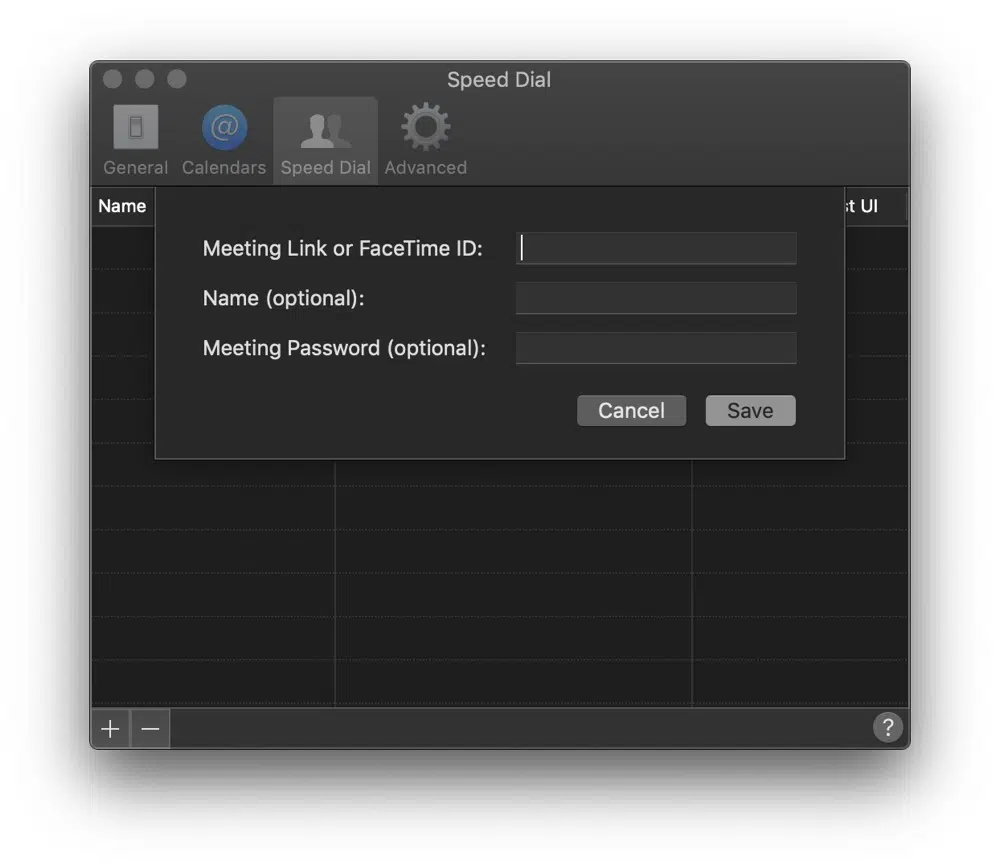 Speed Dial
General Calendars Speed Dial Advanced
Name UI
Meeting Link or FaceTime ID:
Name (optional):
Meeting Password (optional):
Cancel Save
+ − ?